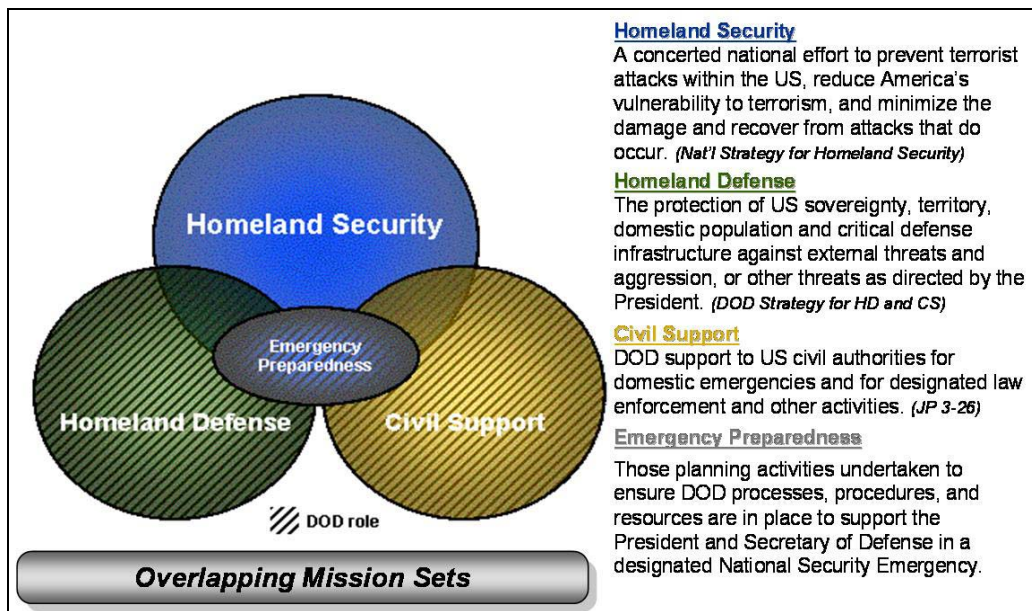 Homeland Security
Homeland Defense
Civil Support
Emergency
Preparedness
DOD role
Overlapping Mission Sets
Homeland Security
A concerted national effort to prevent terrorist
attacks within the US, reduce America's
vulnerability to terrorism, and minimize the
damage and recover from attacks that do
occur. (Nat'l Strategy for Homeland Security)
Homeland Defense
The protection of US sovereignty, territory,
domestic population and critical defense
infrastructure against external threats and
aggression, or other threats as directed by the
President. (DOD Strategy for HD and CS)
Civil Support
DOD support to US civil authorities for
domestic emergencies and for designated law
enforcement and other activities. (JP 3-26)
Emergency Preparedness
Those planning activities undertaken to
ensure DOD processes, procedures, and
resources are in place to support the
President and Secretary of Defense in a
designated National Security Emergency.